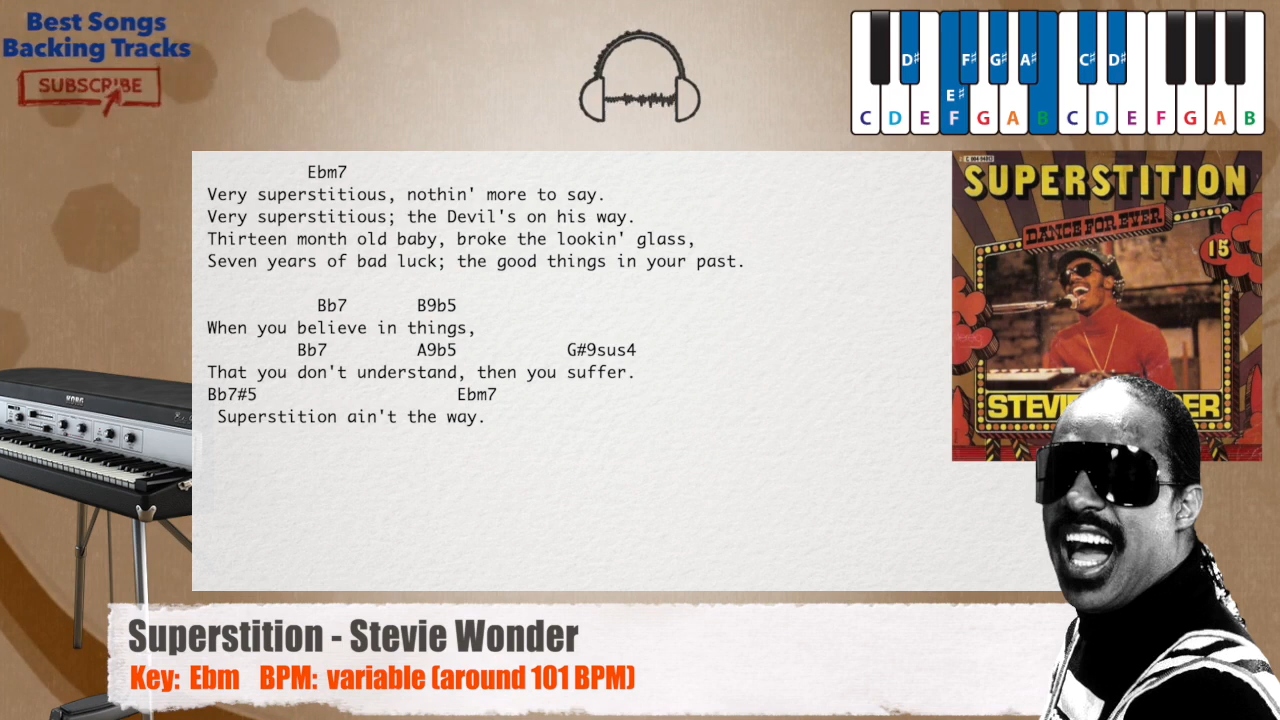 Best Songs
Backing Tracks
SUBSCRIBE
D# F# G# A# C# D#
E#
C D E F G A B C D E F G A B
SUPERSTITION
DANCE FOR EVER
15
STEVIE WONDER
KORG
Ebm7
Very superstitious, nothin' more to say.
Very superstitious; the Devil's on his way.
Thirteen month old baby, broke the lookin' glass,
Seven years of bad luck; the good things in your past.
Bb7 B9b5
When you believe in things,
Bb7 A9b5 G#9sus4
That you don't understand, then you suffer.
Bb7#5 Ebm7
Superstition ain't the way.
Superstition - Stevie Wonder
Key: Ebm BPM: variable (around 101 BPM)